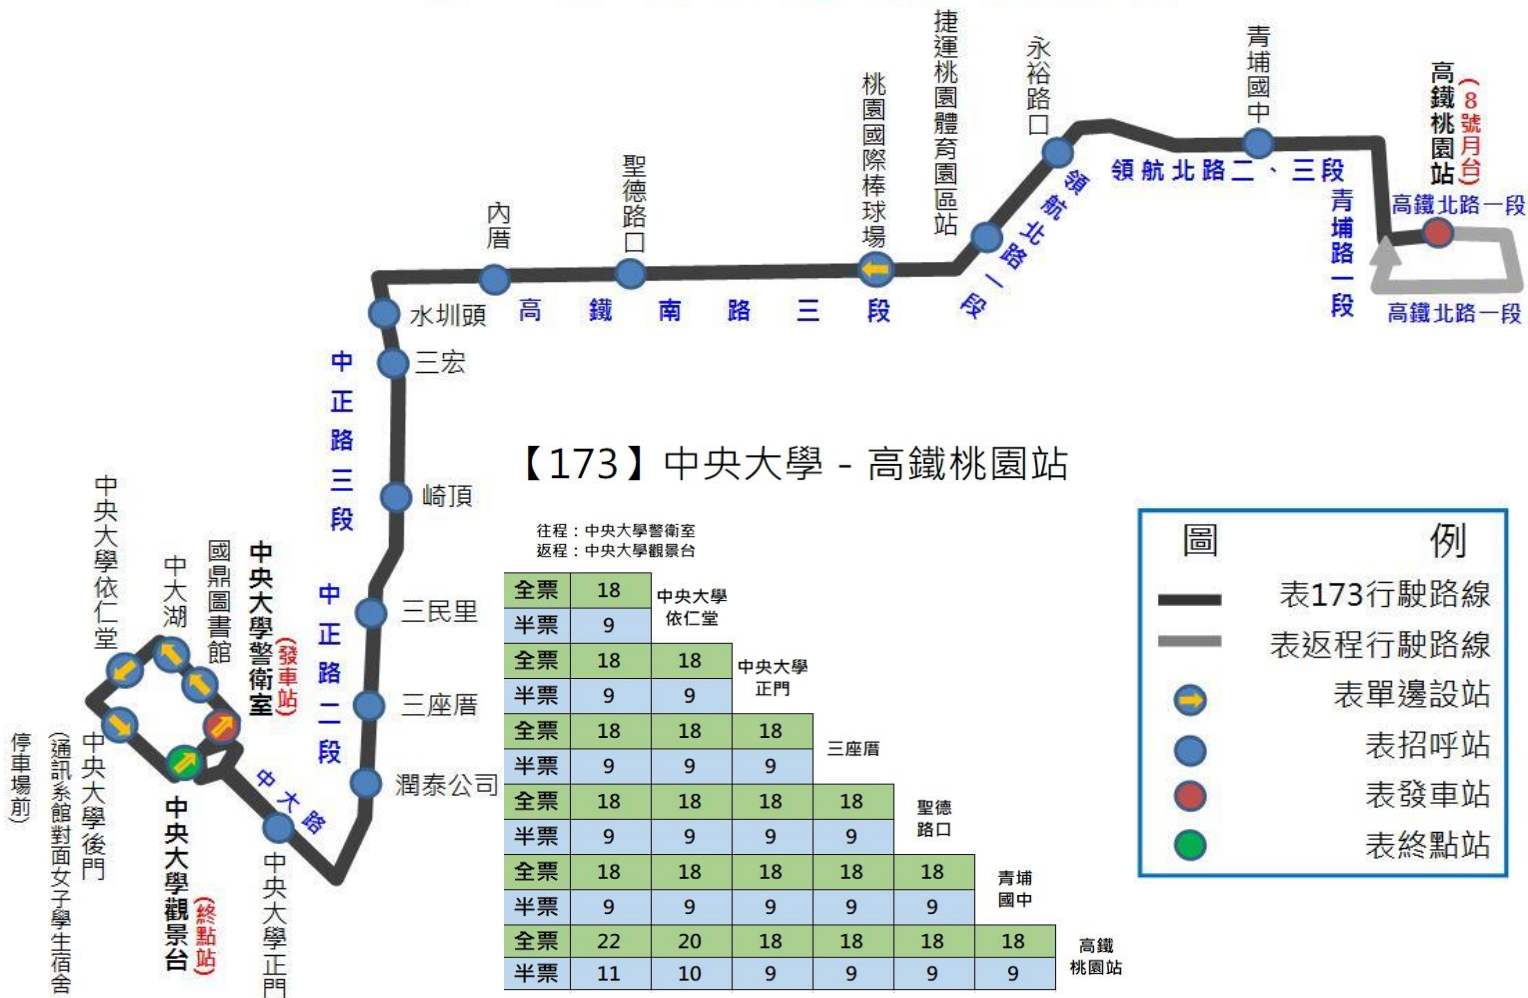 捷運桃園體育園區站
永裕路口
青埔國中
高鐵桃園站
(8號月台)
桃園國際棒球場
聖德路口
內厝
領航北路二、三段
領航北路一段
青埔路一段
高鐵北路一段
高鐵北路一段
高鐵南路三段
水圳頭
三宏
中正路三段
崎頂
三民里
中正路二段
三座厝
潤泰公司
中大路
中央大學依仁堂
中大湖
國鼎圖書館
中央大學警衛室
(發車站)
中央大學後門
(通訊系館對面女子學生宿舍
停車場前)
中央大學觀景台
(終點站)
中央大學正門
【173】中央大學 - 高鐵桃園站
往程：中央大學警衛室
返程：中央大學觀景台
全票 18
半票 9
中央大學
依仁堂
全票 18 18
半票 9 9
中央大學
正門
全票 18 18 18
半票 9 9 9
三座厝
全票 18 18 18 18
半票 9 9 9 9
聖德
路口
全票 18 18 18 18 18
半票 9 9 9 9 9
青埔
國中
全票 22 20 18 18 18 18
半票 11 10 9 9 9 9
高鐵
桃園站
圖 例
表173行駛路線
表返程行駛路線
表單邊設站
表招呼站
表發車站
表終點站